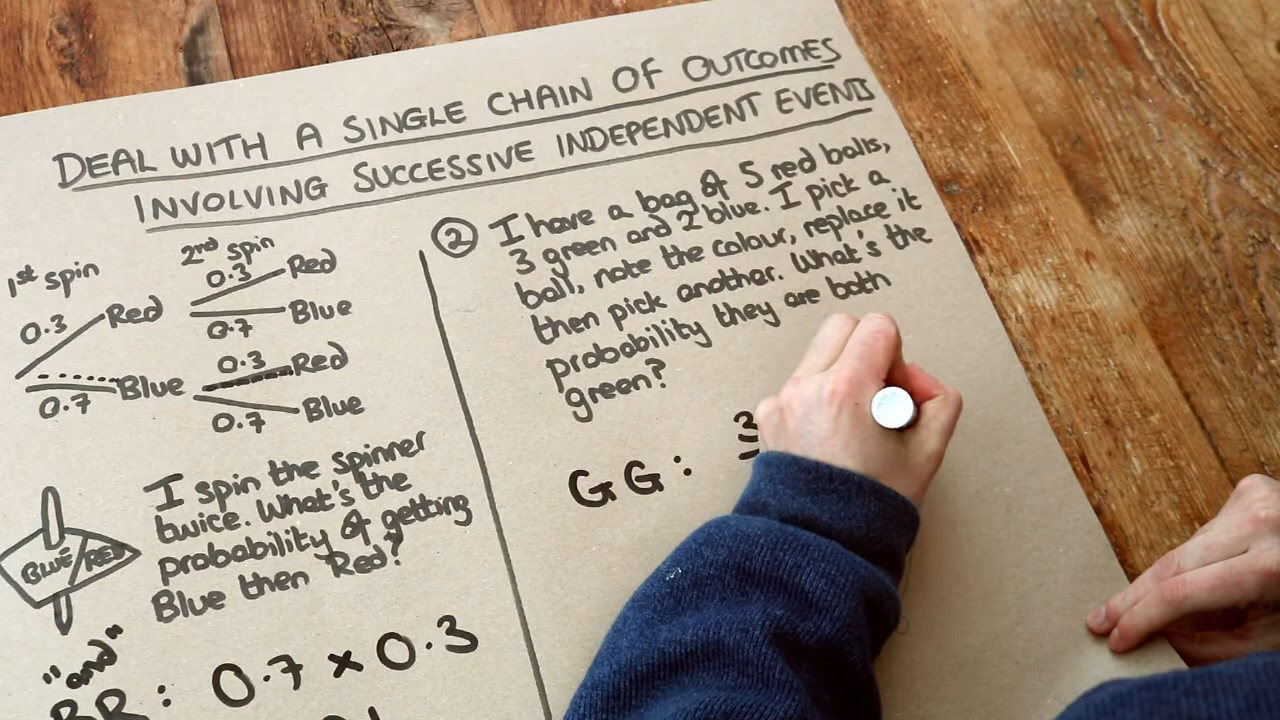 DEAL WITH A SINGLE CHAIN OF OUTCOMES
INVOLVING SUCCESSIVE INDEPENDENT EVENTS
1st spin
2nd spin
0.3
Red
0.3
Red
0.7
Blue
0.7
Blue
0.3
Red
0.7
Blue
I spin the spinner
twice. What's the
probability of getting
Blue then Red?
BLUE/RED
"and"
BR: 0.7 × 0.3
2
I have a bag of 5 red balls,
3 green and 2 blue. I pick a
ball, note the colour, replace it
then pick another. What's the
probability they are both
green?
GG: 3